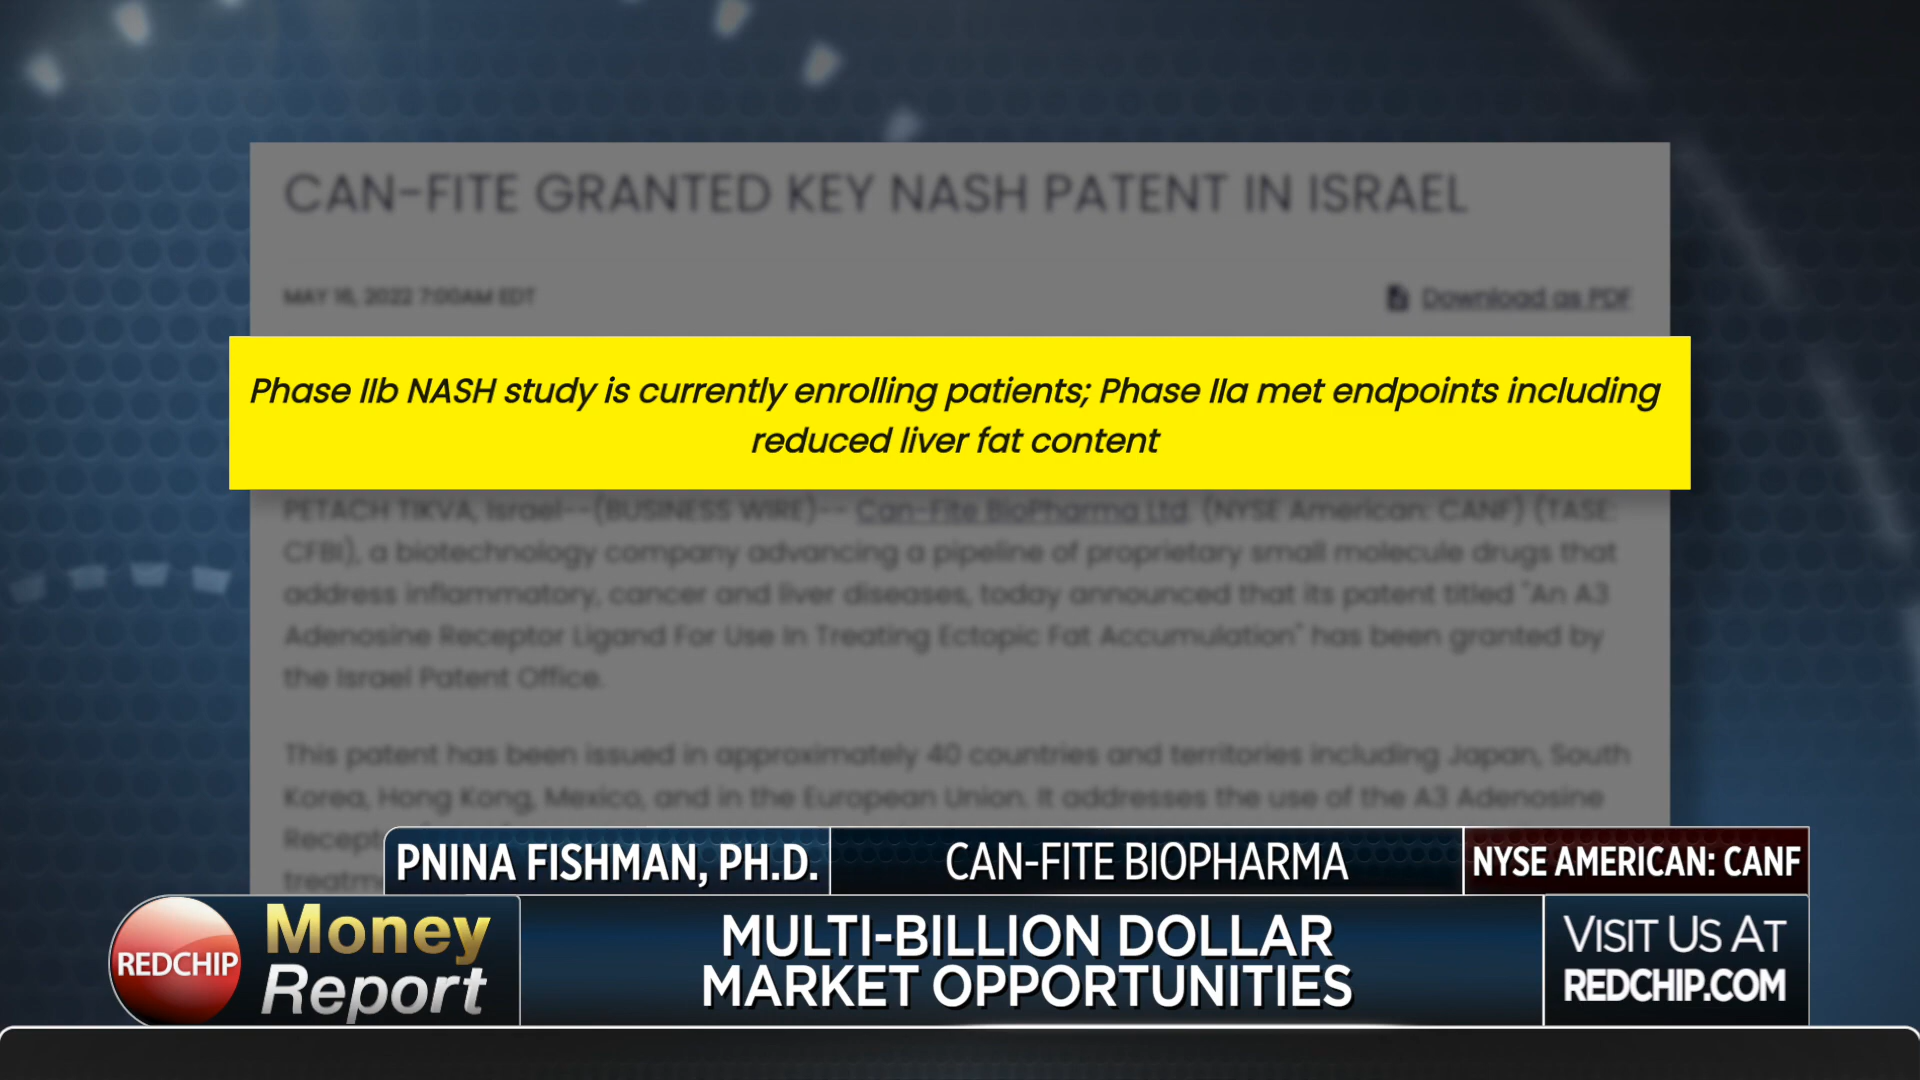 CAN-FITE GRANTED KEY NASH PATENT IN ISRAEL
MAY 16, 2022 7:00AM EDT
Download as PDF
Phase IIb NASH study is currently enrolling patients; Phase IIa met endpoints including
reduced liver fat content
PETACH TIKVA, Israel--(BUSINESS WIRE)-- Can-Fite BioPharma Ltd. (NYSE American: CANF) (TASE:
CFBI), a biotechnology company advancing a pipeline of proprietary small molecule drugs that
address inflammatory, cancer and liver diseases, today announced that its patent titled "An A3
Adenosine Receptor Ligand For Use In Treating Ectopic Fat Accumulation" has been granted by
the Israel Patent Office.
This patent has been issued in approximately 40 countries and territories including Japan, South
Korea, Hong Kong, Mexico, and in the European Union. It addresses the use of the A3 Adenosine
PNINA FISHMAN, PH.D.
CAN-FITE BIOPHARMA
NYSE AMERICAN: CANF
REDCHIP
Money
Report
MULTI-BILLION DOLLAR
MARKET OPPORTUNITIES
VISIT US AT
REDCHIP.COM